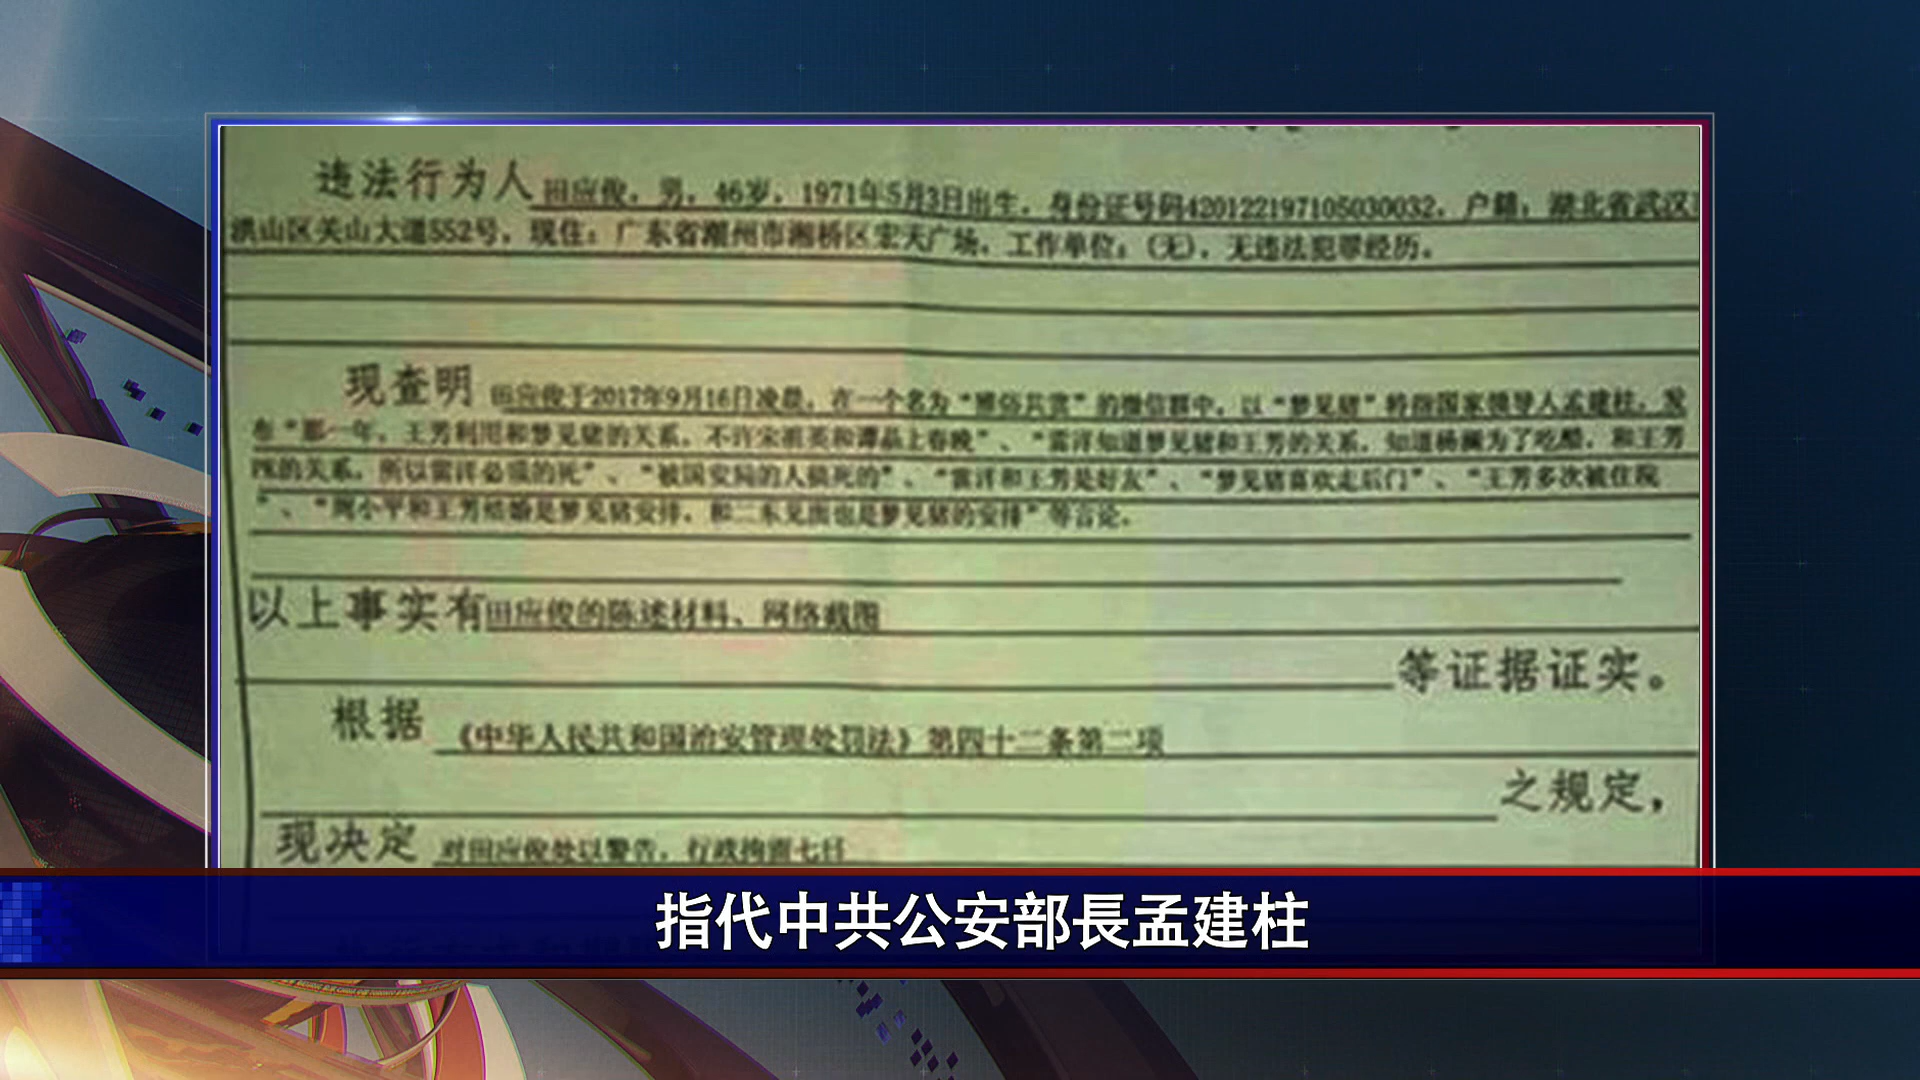 违法行为人 田应俊，男，46岁，1971年5月3日出生，身份证号码420122197105030032，户籍：湖北省武汉
洪山区关山大道552号，现住：广东省潮州市湘桥区宏天广场，工作单位：(无)，无违法犯罪经历。
现查明 田应俊于2017年9月16日凌晨，在一个名为“雅俗共赏”的微信群中，以“梦见猪”特指国家领导人孟建柱，发
布“那一年，王芳利用和梦见猪的关系，不许宋祖英和谭晶上春晚”、“雷洋知道梦见猪和王芳的关系，知道杨澜为了吃醋，和王芳
的关系，所以雷洋必须的死”、“被国安局的人搞死的”、“雷洋和王芳是好友”、“梦见猪喜欢走后门”、“王芳多次被住院
”、“周小平和王芳结婚是梦见猪安排，和二东见面也是梦见猪的安排”等言论。
以上事实有田应俊的陈述材料、网络截图
等证据证实。
根据 《中华人民共和国治安管理处罚法》第四十二条第二项
之规定，
现决定 对田应俊处以警告，行政拘留七日
指代中共公安部長孟建柱